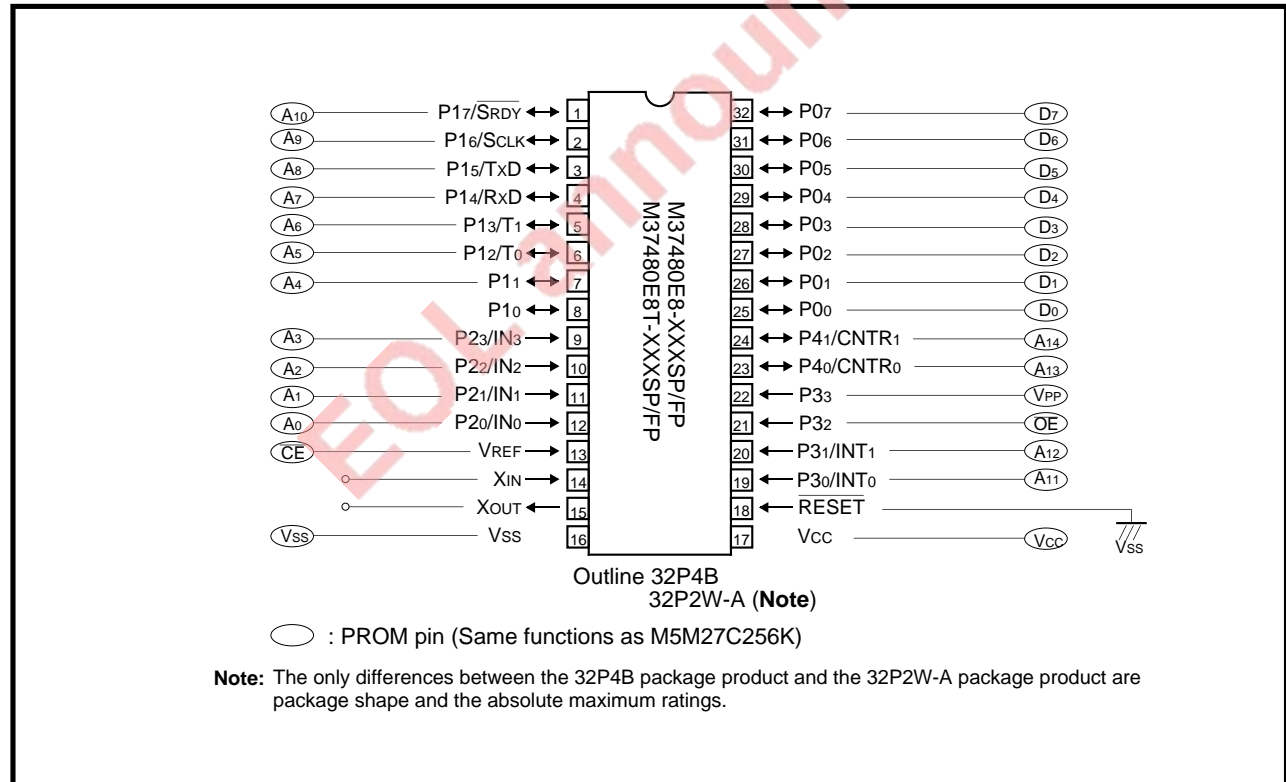 EOL announ
A10 P17/SRDY 1 32 P07 D7
A9 P16/SCLK 2 31 P06 D6
A8 P15/TxD 3 30 P05 D5
A7 P14/RxD 4 29 P04 D4
A6 P13/T1 5 28 P03 D3
A5 P12/T0 6 27 P02 D2
A4 P11 7 26 P01 D1
P10 8 25 P00 D0
A3 P23/IN3 9 24 P41/CNTR1 A14
A2 P22/IN2 10 23 P40/CNTR0 A13
A1 P21/IN1 11 22 P33 VPP
A0 P20/IN0 12 21 P32 OE
CE VREF 13 20 P31/INT1 A12
XIN 14 19 P30/INT0 A11
XOUT 15 18 RESET
VSS VSS 16 17 VCC VCC VSS
M37480E8-XXXSP/FP
M37480E8T-XXXSP/FP
Outline 32P4B
32P2W-A (Note)
: PROM pin (Same functions as M5M27C256K)
Note: The only differences between the 32P4B package product and the 32P2W-A package product are
package shape and the absolute maximum ratings.